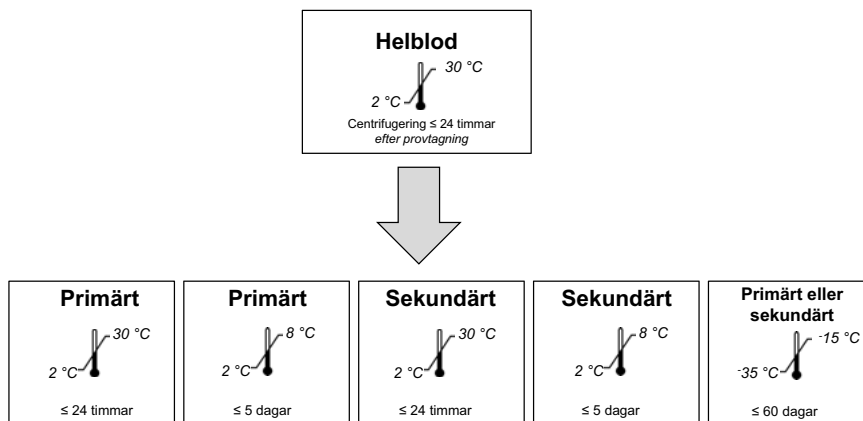 Helblod
30 °C
2 °C
Centrifugering ≤ 24 timmar
efter provtagning
Primärt
30 °C
2 °C
≤ 24 timmar
Primärt
8 °C
2 °C
≤ 5 dagar
Sekundärt
30 °C
2 °C
≤ 24 timmar
Sekundärt
8 °C
2 °C
≤ 5 dagar
Primärt eller
sekundärt
-15 °C
-35 °C
≤ 60 dagar